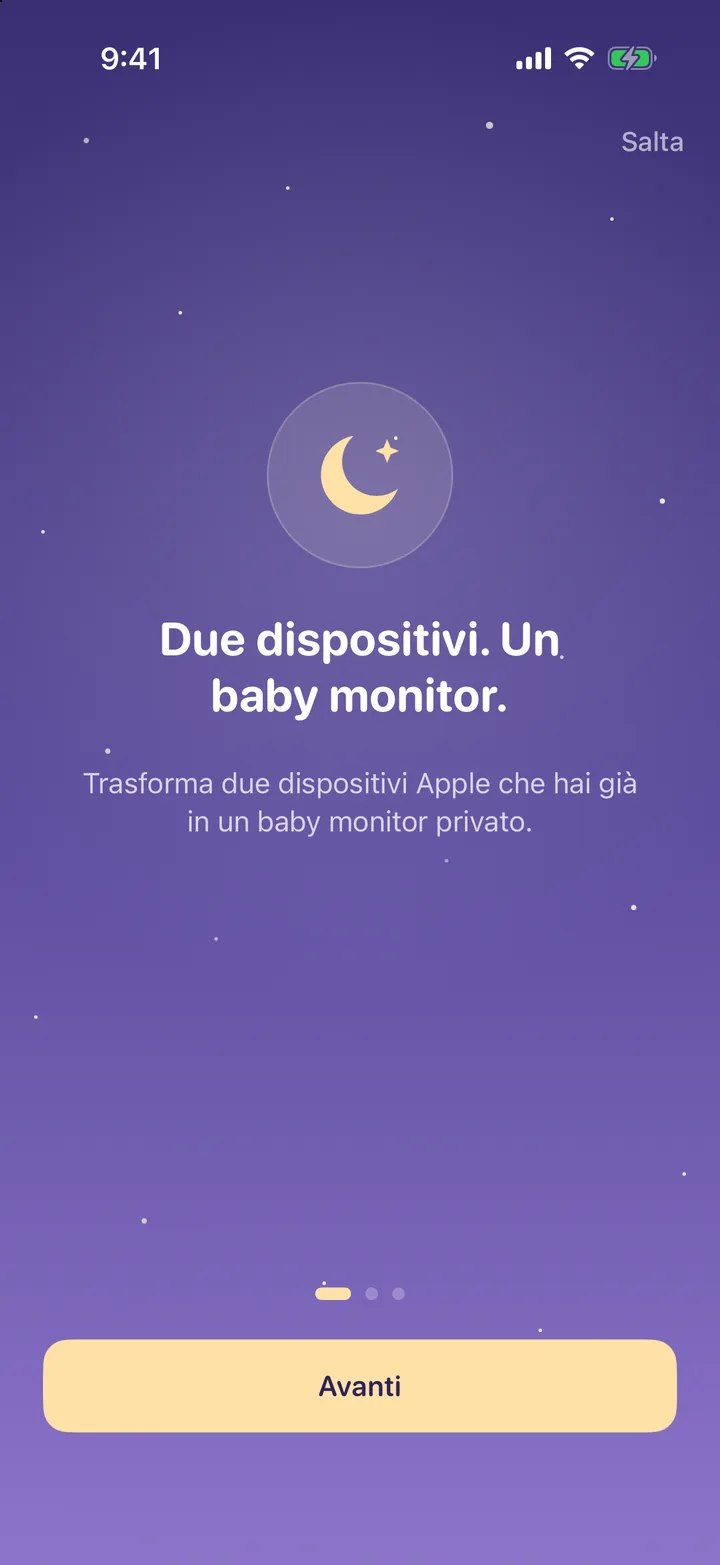 9:41
Salta
Due dispositivi. Un
baby monitor.
Trasforma due dispositivi Apple che hai già
in un baby monitor privato.
Avanti